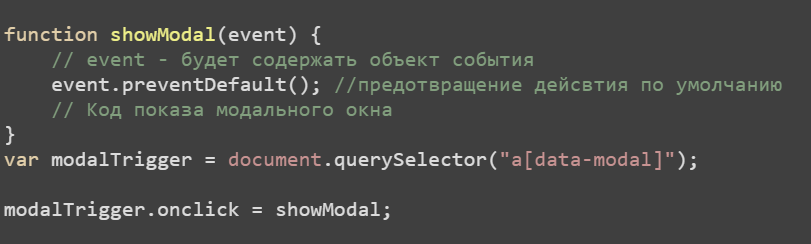 function showModal(event) {
// event - будет содержать объект события
event.preventDefault(); //предотвращение дейсвтия по умолчанию
// Код показа модального окна
}
var modalTrigger = document.querySelector("a[data-modal]");
modalTrigger.onclick = showModal;